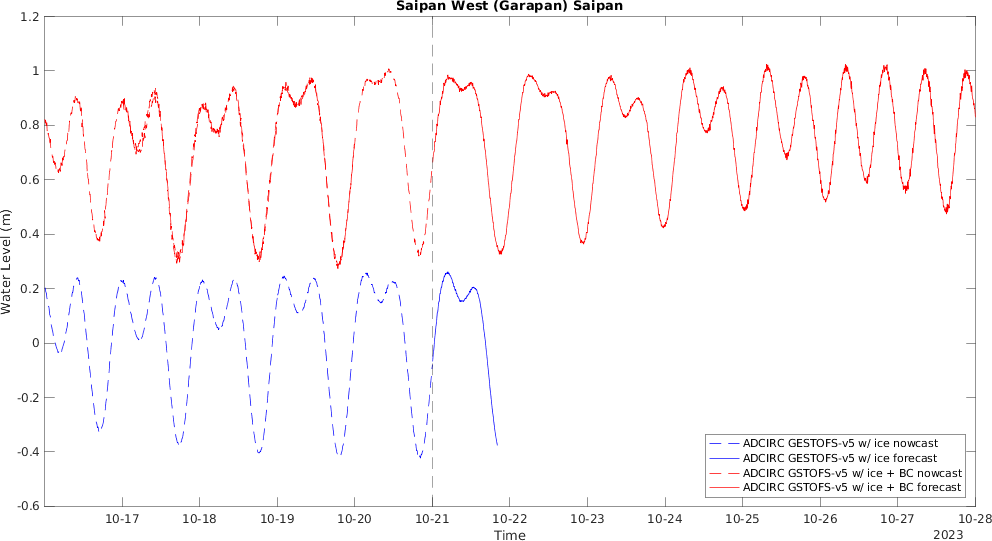 Saipan West (Garapan) Saipan
Water Level (m)
1.2
1
0.8
0.6
0.4
0.2
0
-0.2
-0.4
-0.6
ADCIRC GESTOFS-v5 w/ ice nowcast
ADCIRC GESTOFS-v5 w/ ice forecast
ADCIRC GSTOFS-v5 w/ ice + BC nowcast
ADCIRC GSTOFS-v5 w/ ice + BC forecast
10-17 10-18 10-19 10-20 10-21 10-22 10-23 10-24 10-25 10-26 10-27 10-28
Time 2023